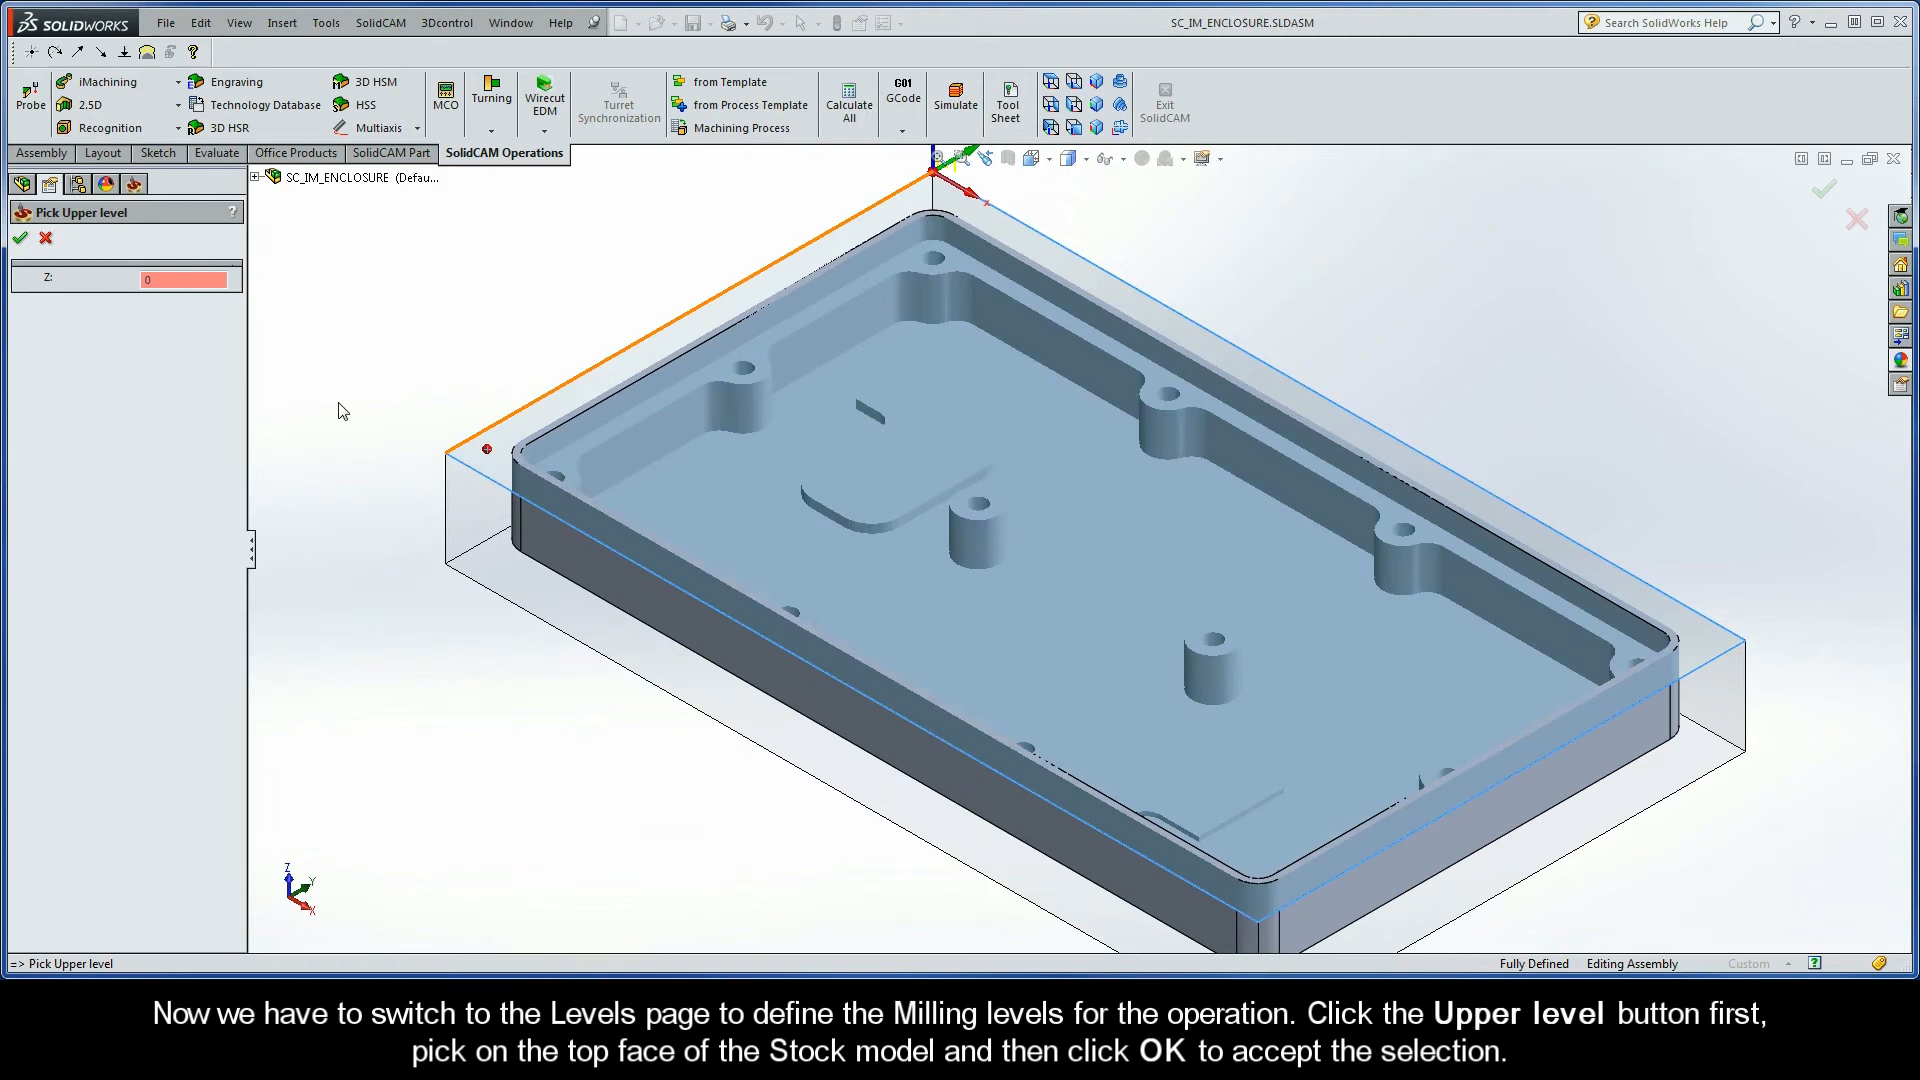 SOLIDWORKS File Edit View Insert Tools SolidCAM 3Dcontrol Window Help SC_IM_ENCLOSURE.SLDASM Search SolidWorks Help
Probe
iMachining
2.5D
Recognition
Engraving
Technology Database
3D HSR
3D HSM
HSS
Multiaxis
MCO
Turning
Wirecut
EDM
Turret
Synchronization
from Template
from Process Template
Machining Process
Calculate
All
G01
GCode
Simulate
Tool
Sheet
Exit
SolidCAM
Assembly Layout Sketch Evaluate Office Products SolidCAM Part SolidCAM Operations
SC_IM_ENCLOSURE (Defau...
Pick Upper level ?
Z: 0
x
Z
Y
X
=> Pick Upper level Fully Defined Editing Assembly Custom
Now we have to switch to the Levels page to define the Milling levels for the operation. Click the Upper level button first,
pick on the top face of the Stock model and then click OK to accept the selection.